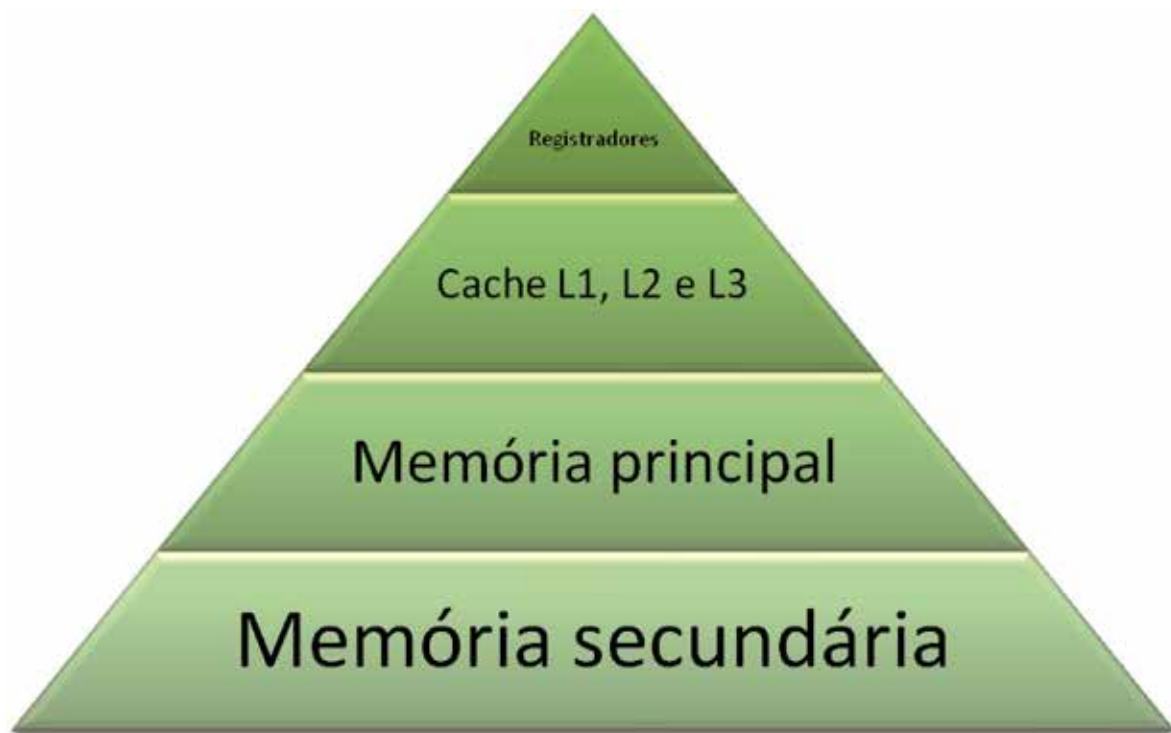 Registradores
Cache L1, L2 e L3
Memória principal
Memória secundária